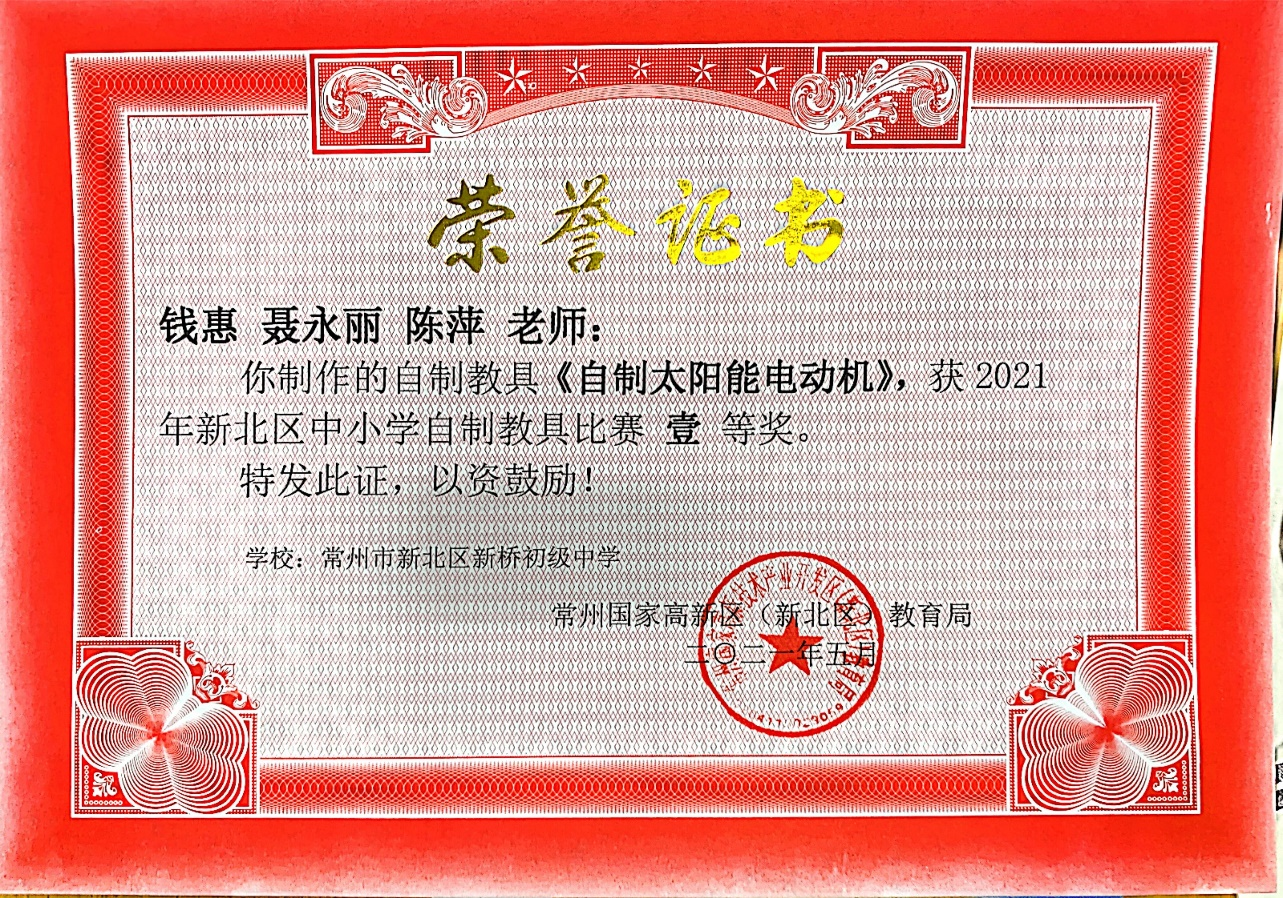 荣誉证书
钱惠 聂永丽 陈萍 老师：
你制作的自制教具《自制太阳能电动机》，获 2021
年新北区中小学自制教具比赛 壹 等奖。
特发此证，以资鼓励！
学校：常州市新北区新桥初级中学
常州国家高新区（新北区）教育局
二〇二一年五月